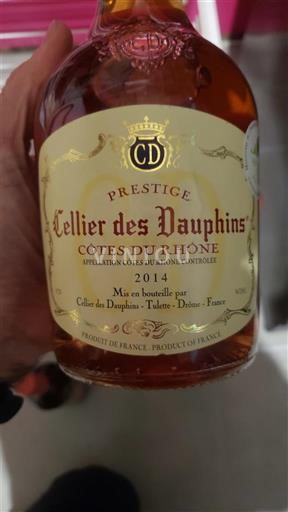 CD
CD
PRESTIGE
Cellier des Dauphins
CÔTES DU RHÔNE
APPELLATION CÔTES DU RHÔNE CONTRÔLÉE
2014
Mis en bouteille par
Cellier des Dauphins - Tulette - Drôme - France
PRODUIT DE FRANCE - PRODUCT OF FRANCE